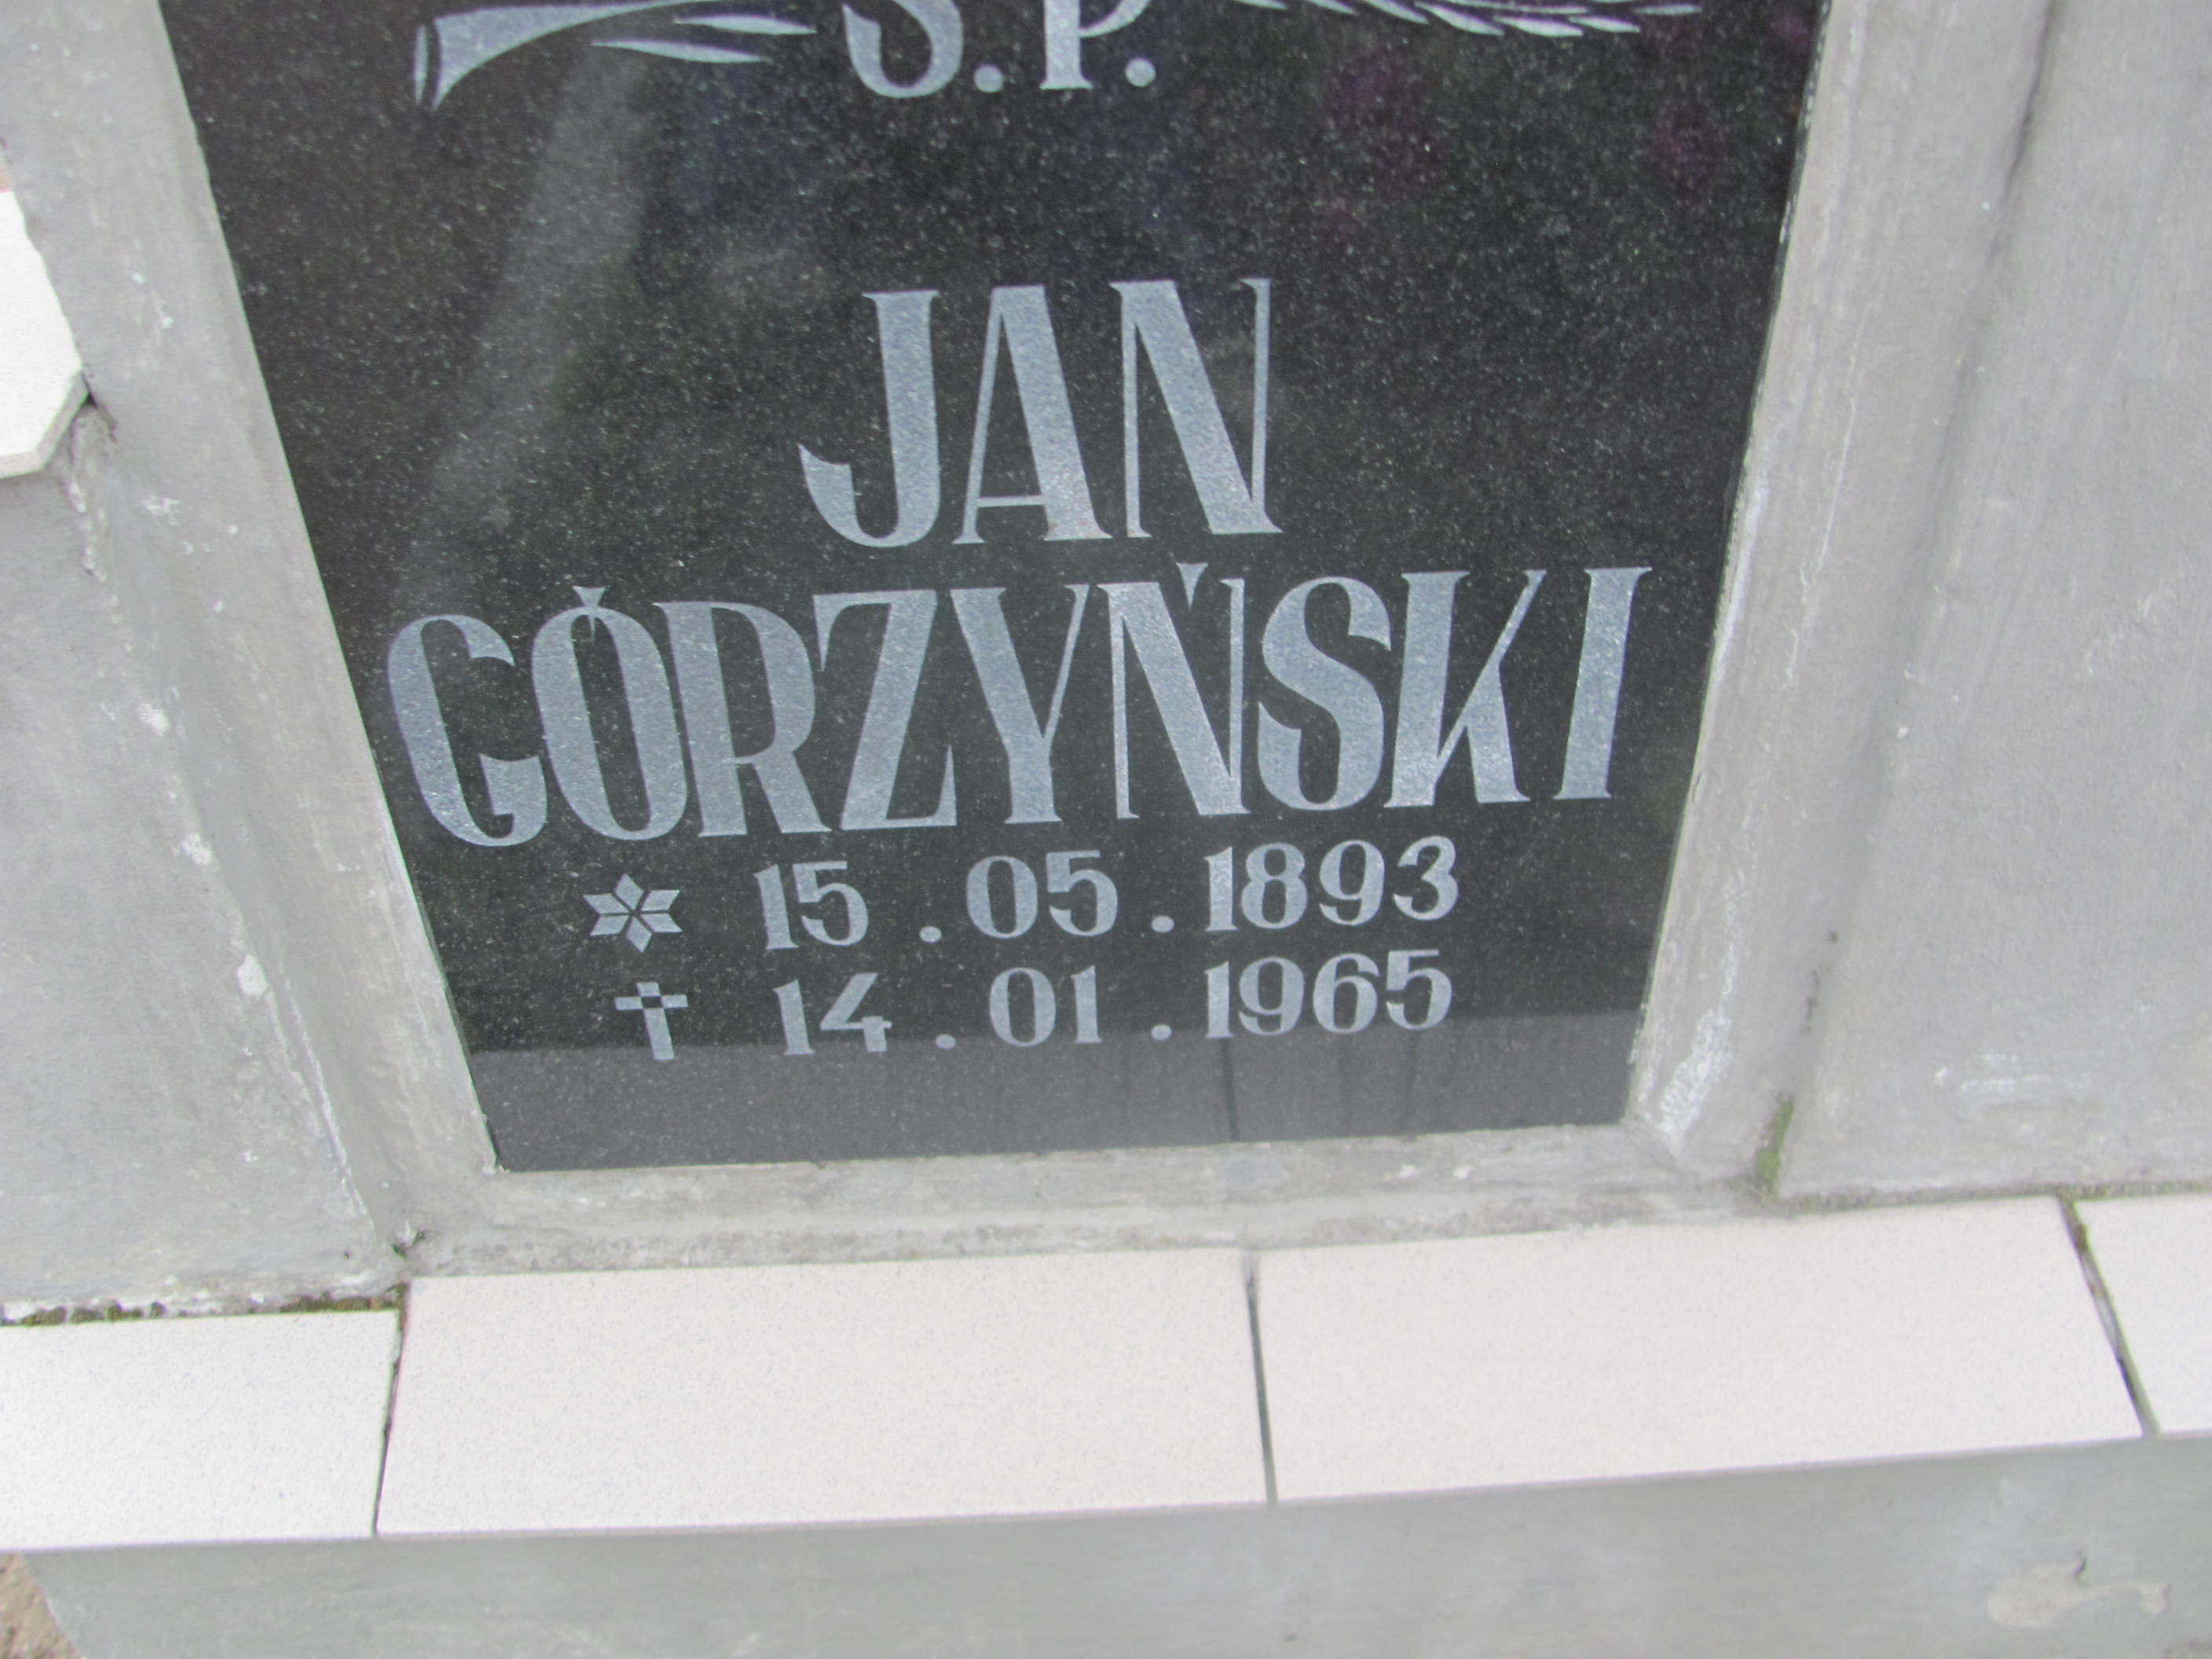 Ś.P.
JAN
GÓRZYŃSKI
* 15.05.1893
† 14.01.1965